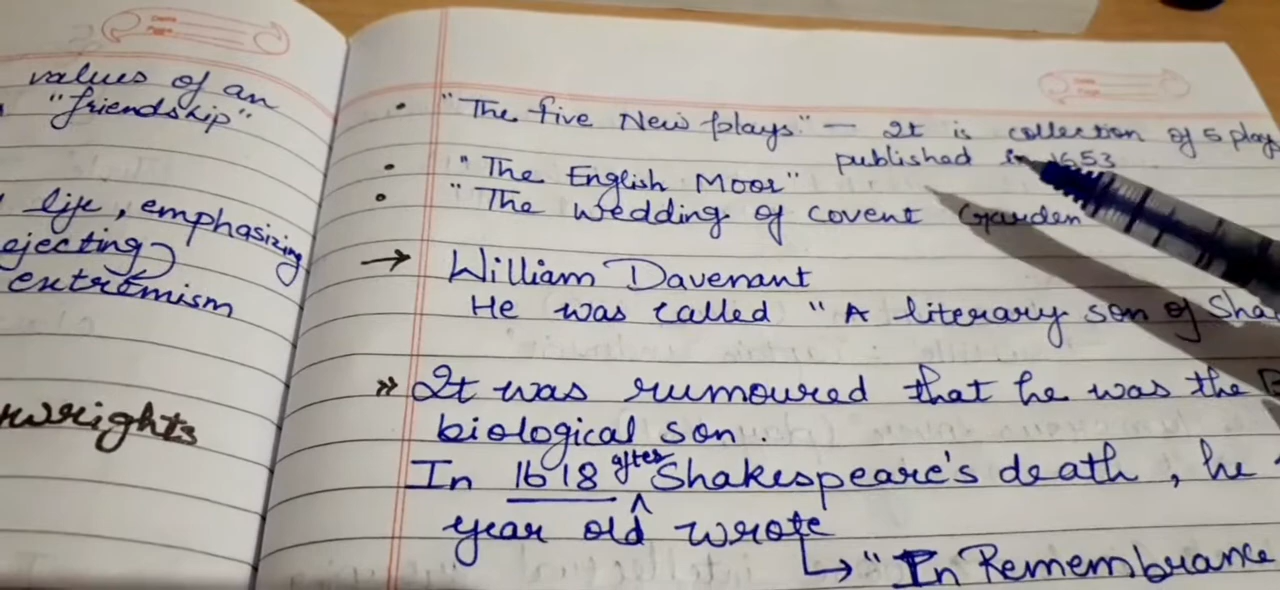 values of an
"friendship"
life, emphasizing
ejecting
extremism
wrights
• "The five New plays" — It is collection of 5 play
published in 1653
• "The English Moor"
• "The wedding of covent Garden
→ William Davenant
He was called "A literary son of Sha
» It was rumoured that he was the
biological son.
In 1618 after Shakespeare's death, he
year old wrote
↳ "In Remembrance